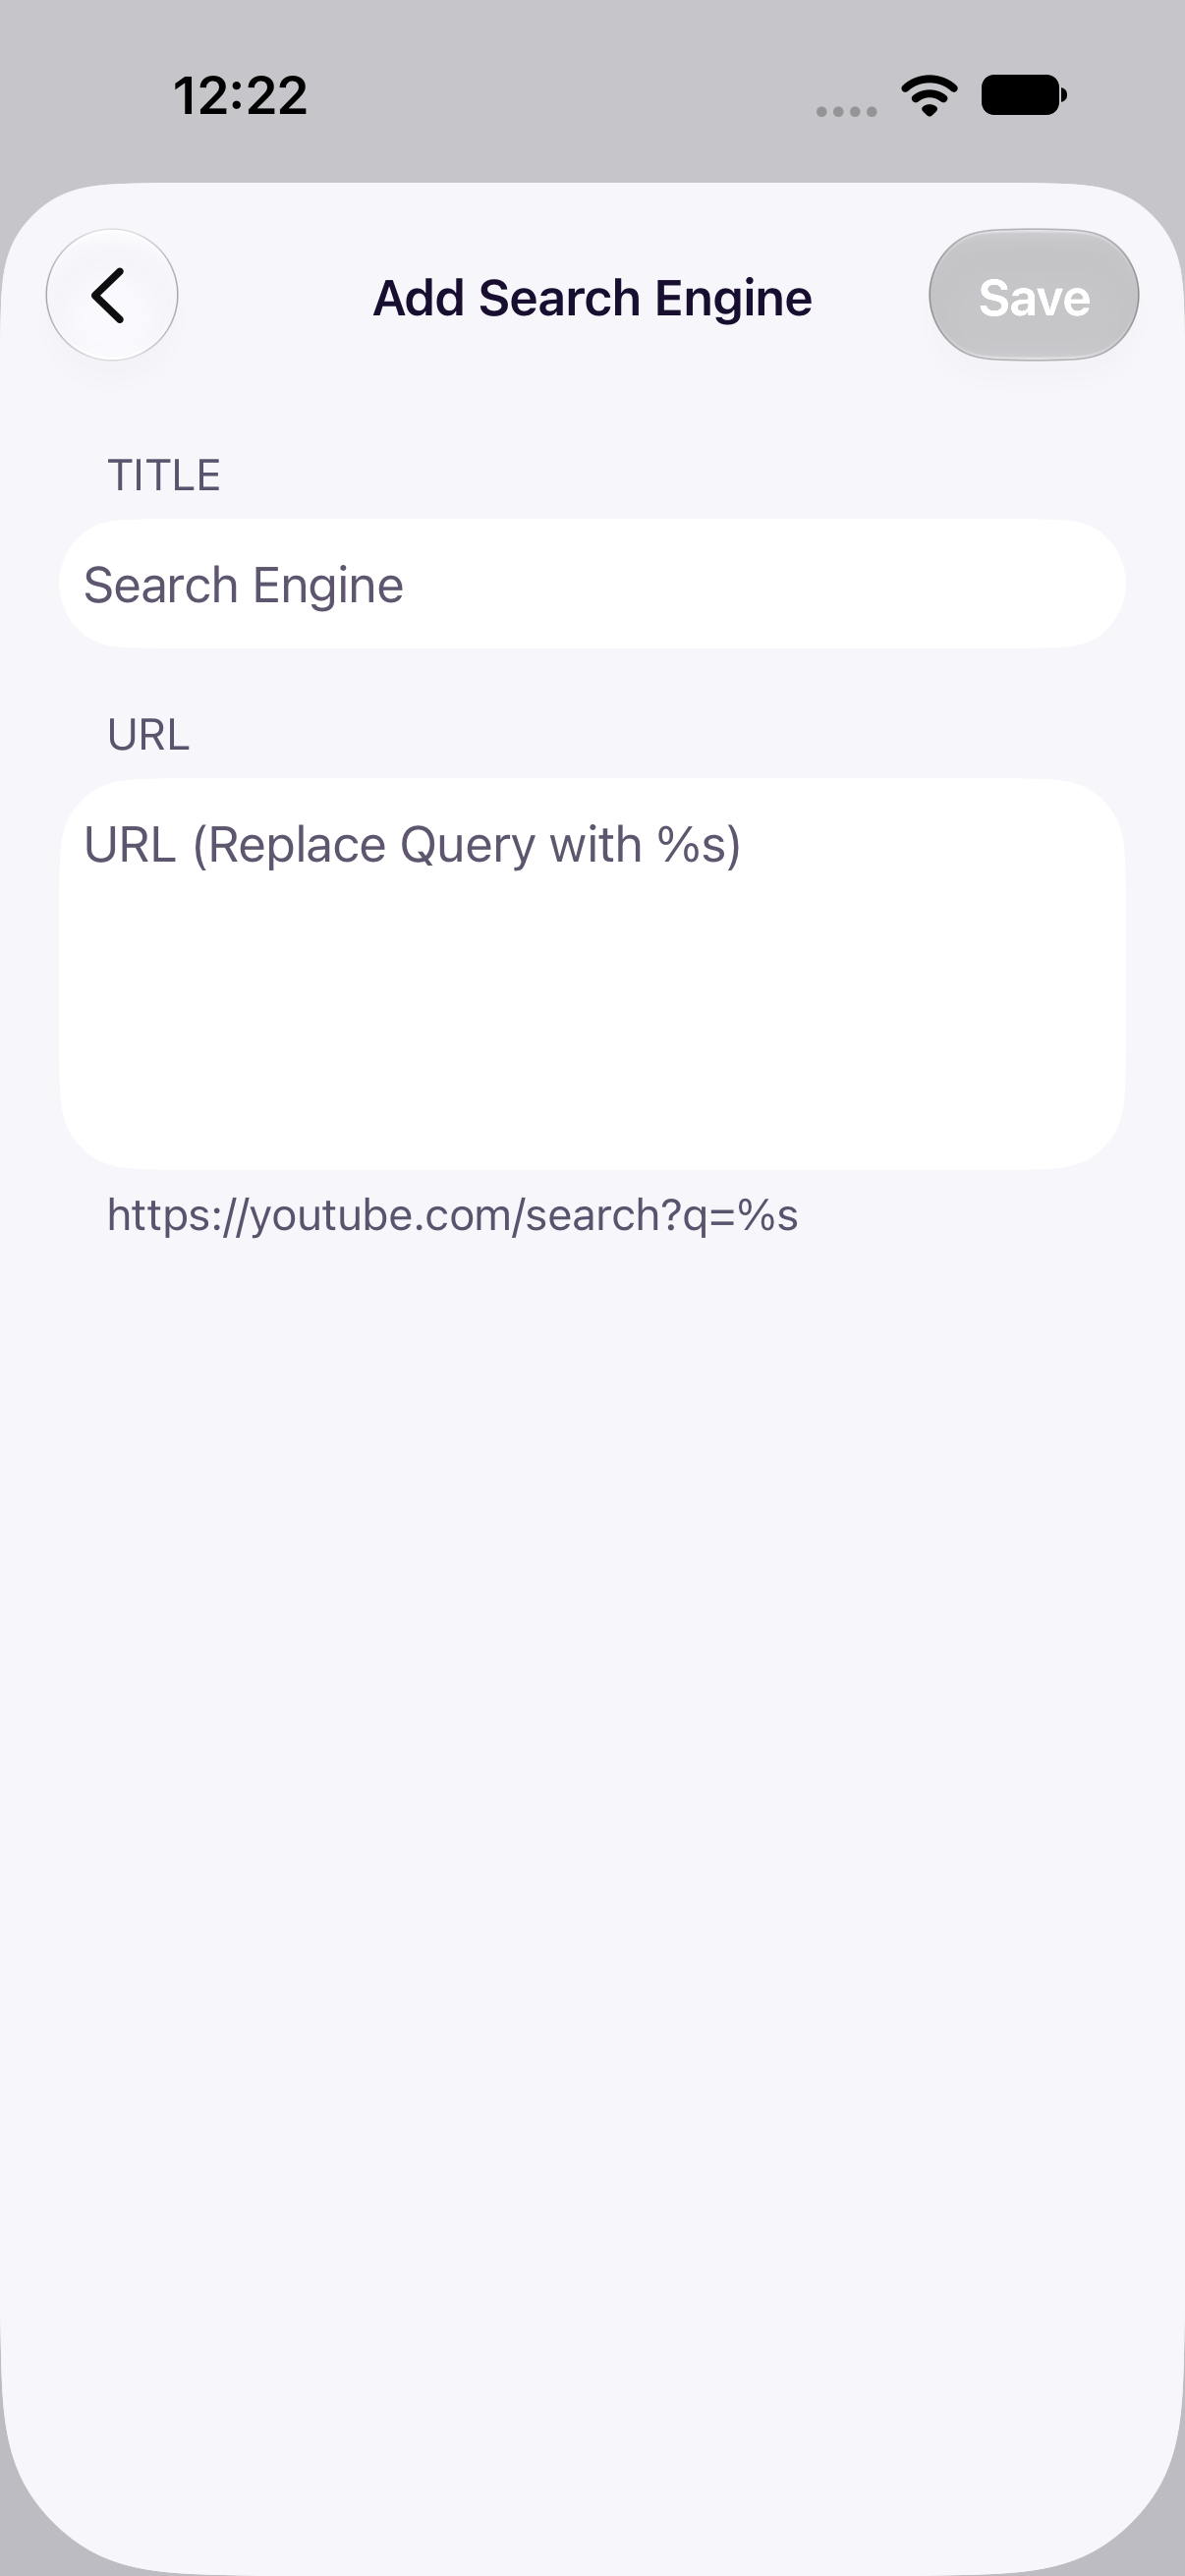 12:22
Add Search Engine
Save
TITLE
Search Engine
URL
URL (Replace Query with %s)
https://youtube.com/search?q=%s